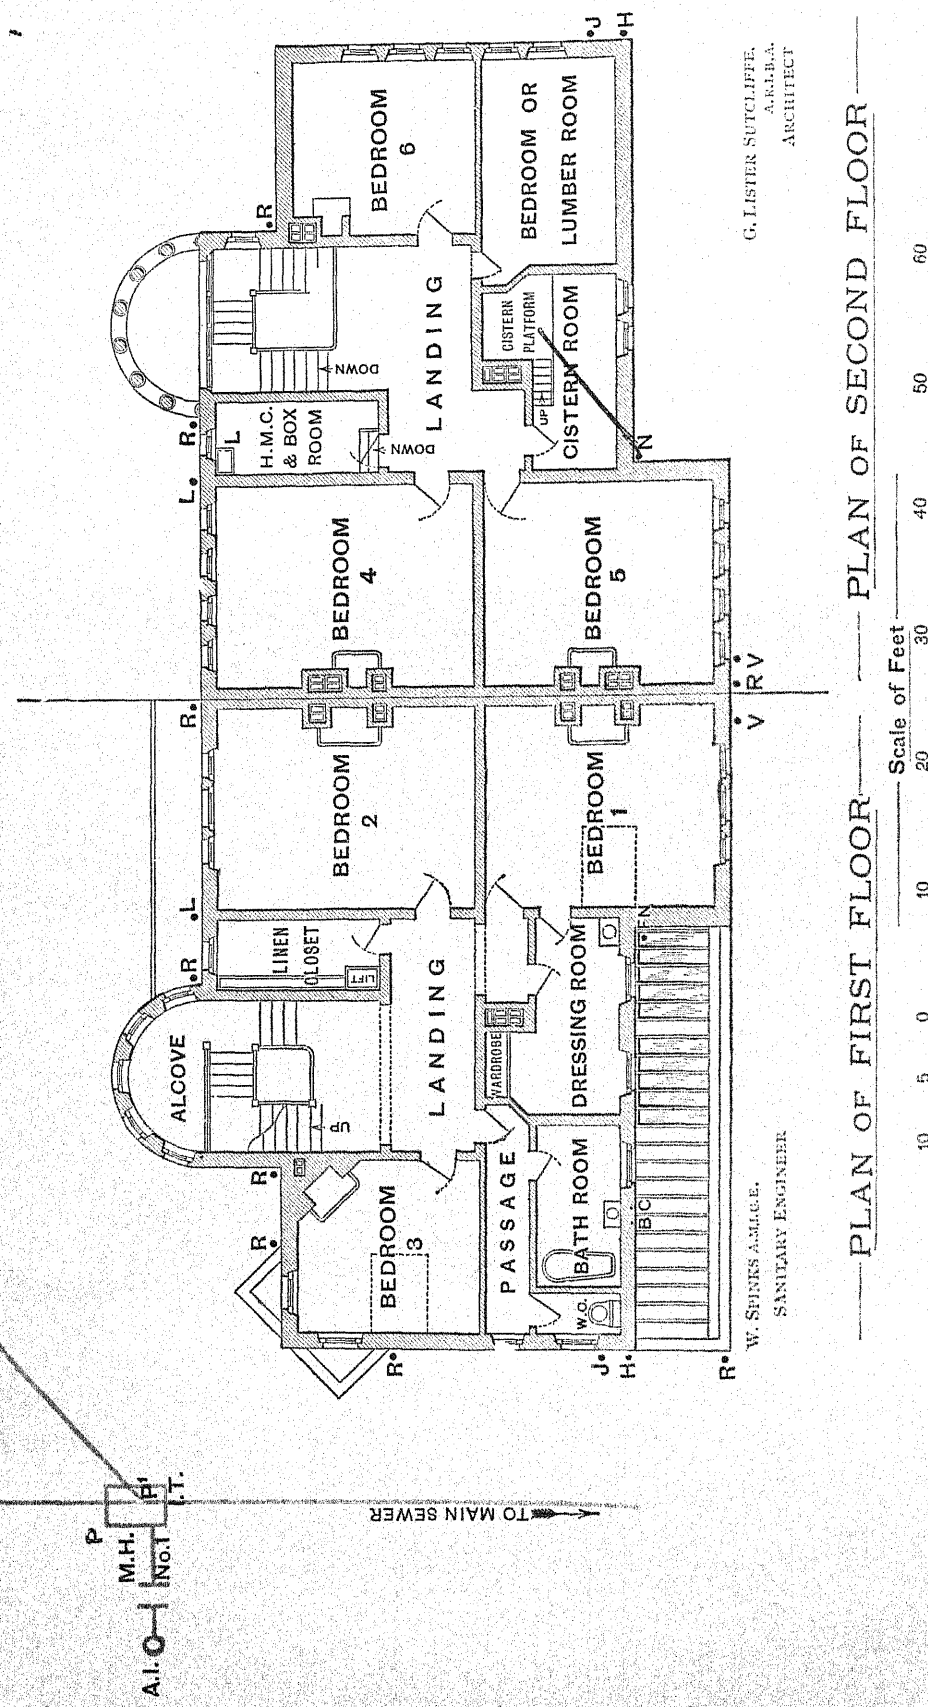 A.I.
M.H.
No.1
P
P'
I.T.
TO MAIN SEWER
ALCOVE
UP
BEDROOM
3
LANDING
LINEN
CLOSET
LIFT
BEDROOM
2
PASSAGE
WARDROBE
W.C.
BATH ROOM
DRESSING ROOM
BEDROOM
1
B C
N
R.
R.
R.
R.
.L
R.
J.
H.
R.
V
R
V
L.
R.
.R
.J
.H
N
BEDROOM
4
H.M.C.
& BOX
ROOM
L
DOWN
DOWN
LANDING
BEDROOM
6
BEDROOM
5
CISTERN
PLATFORM
UP
CISTERN ROOM
BEDROOM OR
LUMBER ROOM
W. SPINKS A.M.I.C.E.
SANITARY ENGINEER
G. LISTER SUTCLIFFE,
A.R.I.B.A.
ARCHITECT
PLAN OF FIRST FLOOR
PLAN OF SECOND FLOOR
Scale of Feet
10 5 0 10 20 30 40 50 60